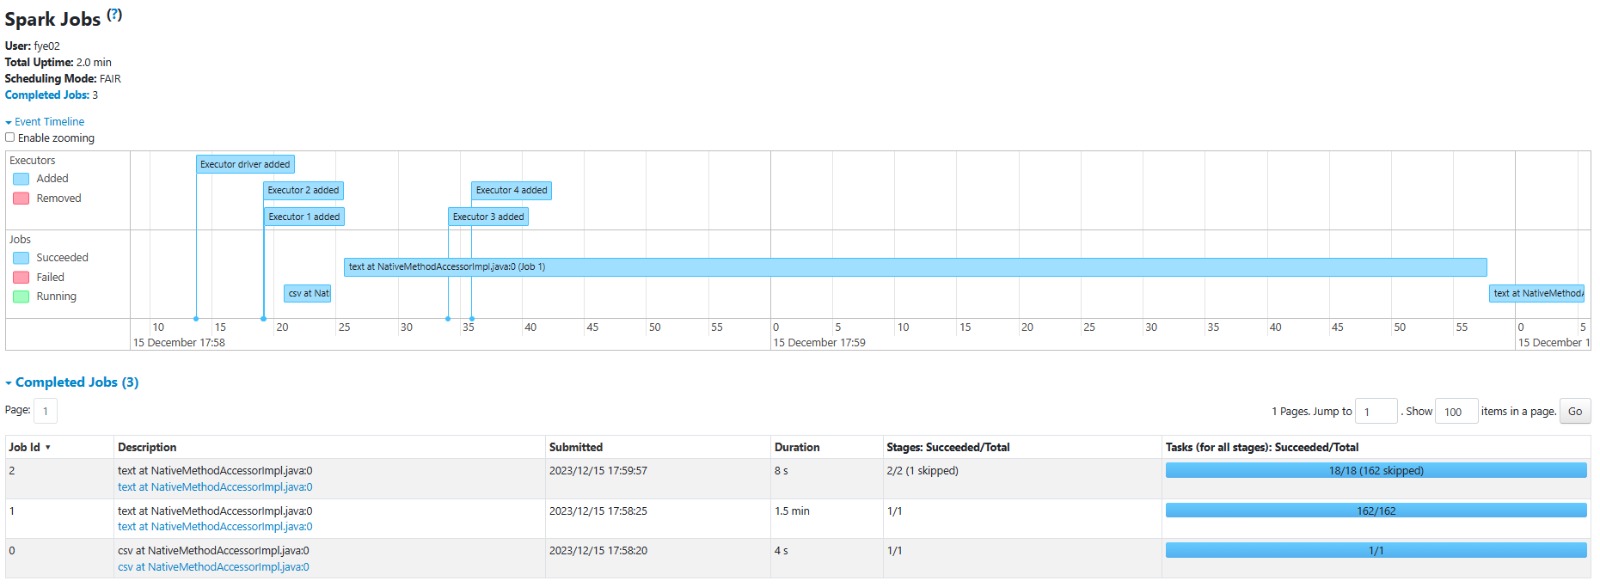 Spark Jobs (?)
User: fye02
Total Uptime: 2.0 min
Scheduling Mode: FAIR
Completed Jobs: 3
Event Timeline
Enable zooming
Executors
Added
Removed
Executor driver added
Executor 2 added
Executor 4 added
Executor 1 added
Executor 3 added
Jobs
Succeeded
Failed
Running
text at NativeMethodAccessorImpl.java:0 (Job 1)
csv at Nati
text at NativeMethodA
10 15 20 25 30 35 40 45 50 55 0 5 10 15 20 25 30 35 40 45 50 55 0 5
15 December 17:58 15 December 17:59 15 December 1
Completed Jobs (3)
Page: 1 1 Pages. Jump to 1 . Show 100 items in a page. Go
Job Id ▾ Description Submitted Duration Stages: Succeeded/Total Tasks (for all stages): Succeeded/Total
2 text at NativeMethodAccessorImpl.java:0 2023/12/15 17:59:57 8 s 2/2 (1 skipped) 18/18 (162 skipped)
text at NativeMethodAccessorImpl.java:0
1 text at NativeMethodAccessorImpl.java:0 2023/12/15 17:58:25 1.5 min 1/1 162/162
text at NativeMethodAccessorImpl.java:0
0 csv at NativeMethodAccessorImpl.java:0 2023/12/15 17:58:20 4 s 1/1 1/1
csv at NativeMethodAccessorImpl.java:0